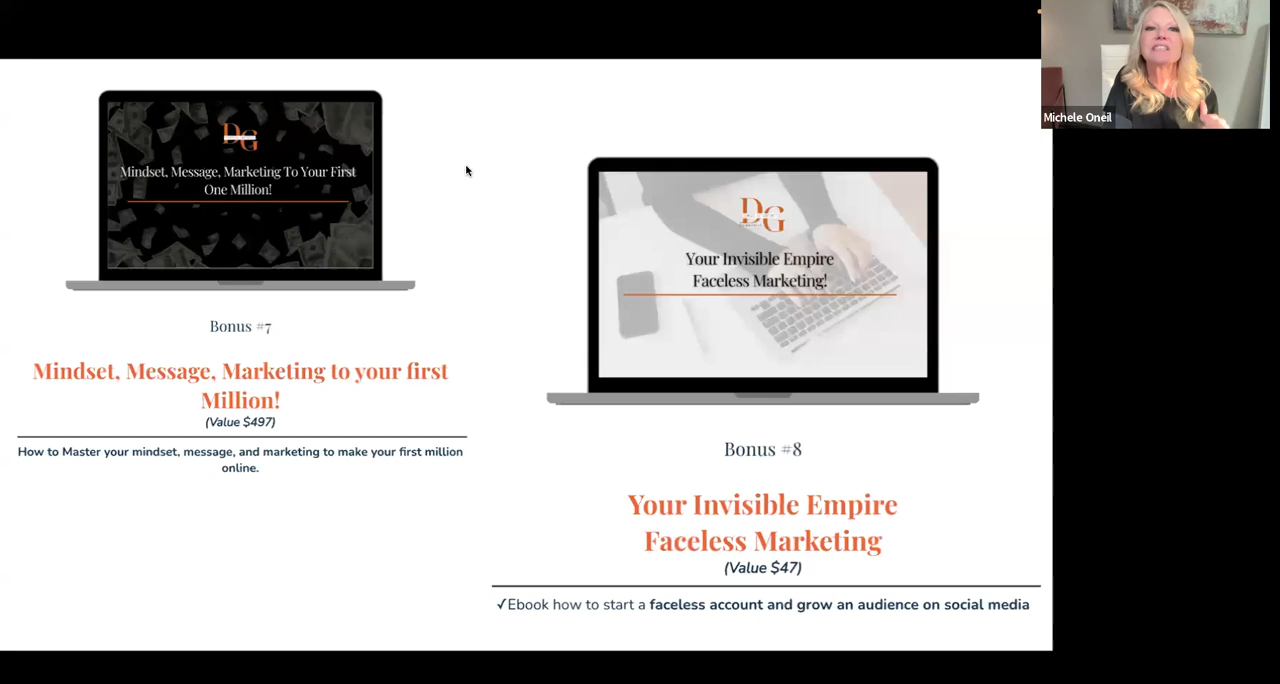 Michele Oneil
DG
Mindset, Message, Marketing To Your First
One Million!
Bonus #7
Mindset, Message, Marketing to your first
Million!
(Value $497)
How to Master your mindset, message, and marketing to make your first million
online.
DG
Your Invisible Empire
Faceless Marketing!
Bonus #8
Your Invisible Empire
Faceless Marketing
(Value $47)
✓Ebook how to start a faceless account and grow an audience on social media